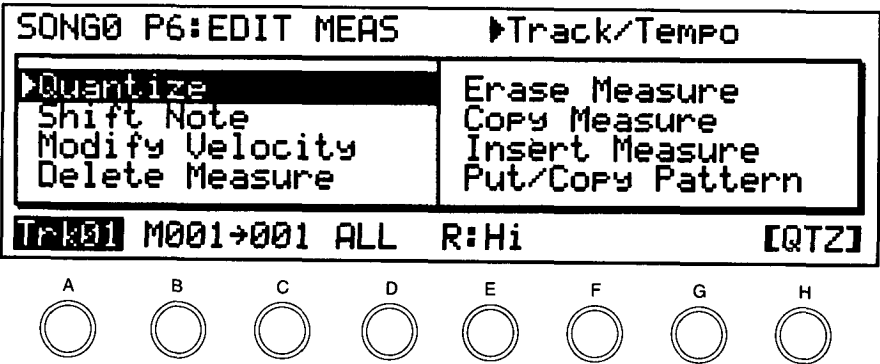 SONG0 P6:EDIT MEAS ▶Track/Tempo
▶Quantize
Shift Note
Modify Velocity
Delete Measure
Erase Measure
Copy Measure
Insert Measure
Put/Copy Pattern
Trk01 M001→001 ALL R:Hi [QTZ]
A B C D E F G H